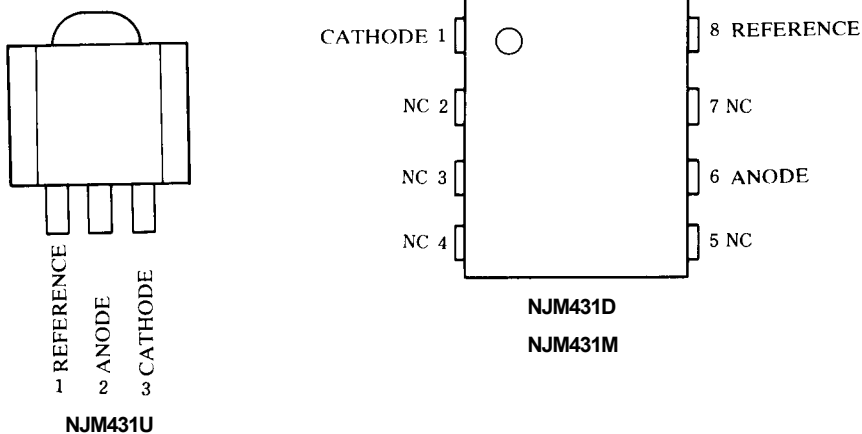 1 REFERENCE
2 ANODE
3 CATHODE
NJM431U
CATHODE 1
NC 2
NC 3
NC 4
8 REFERENCE
7 NC
6 ANODE
5 NC
NJM431D
NJM431M